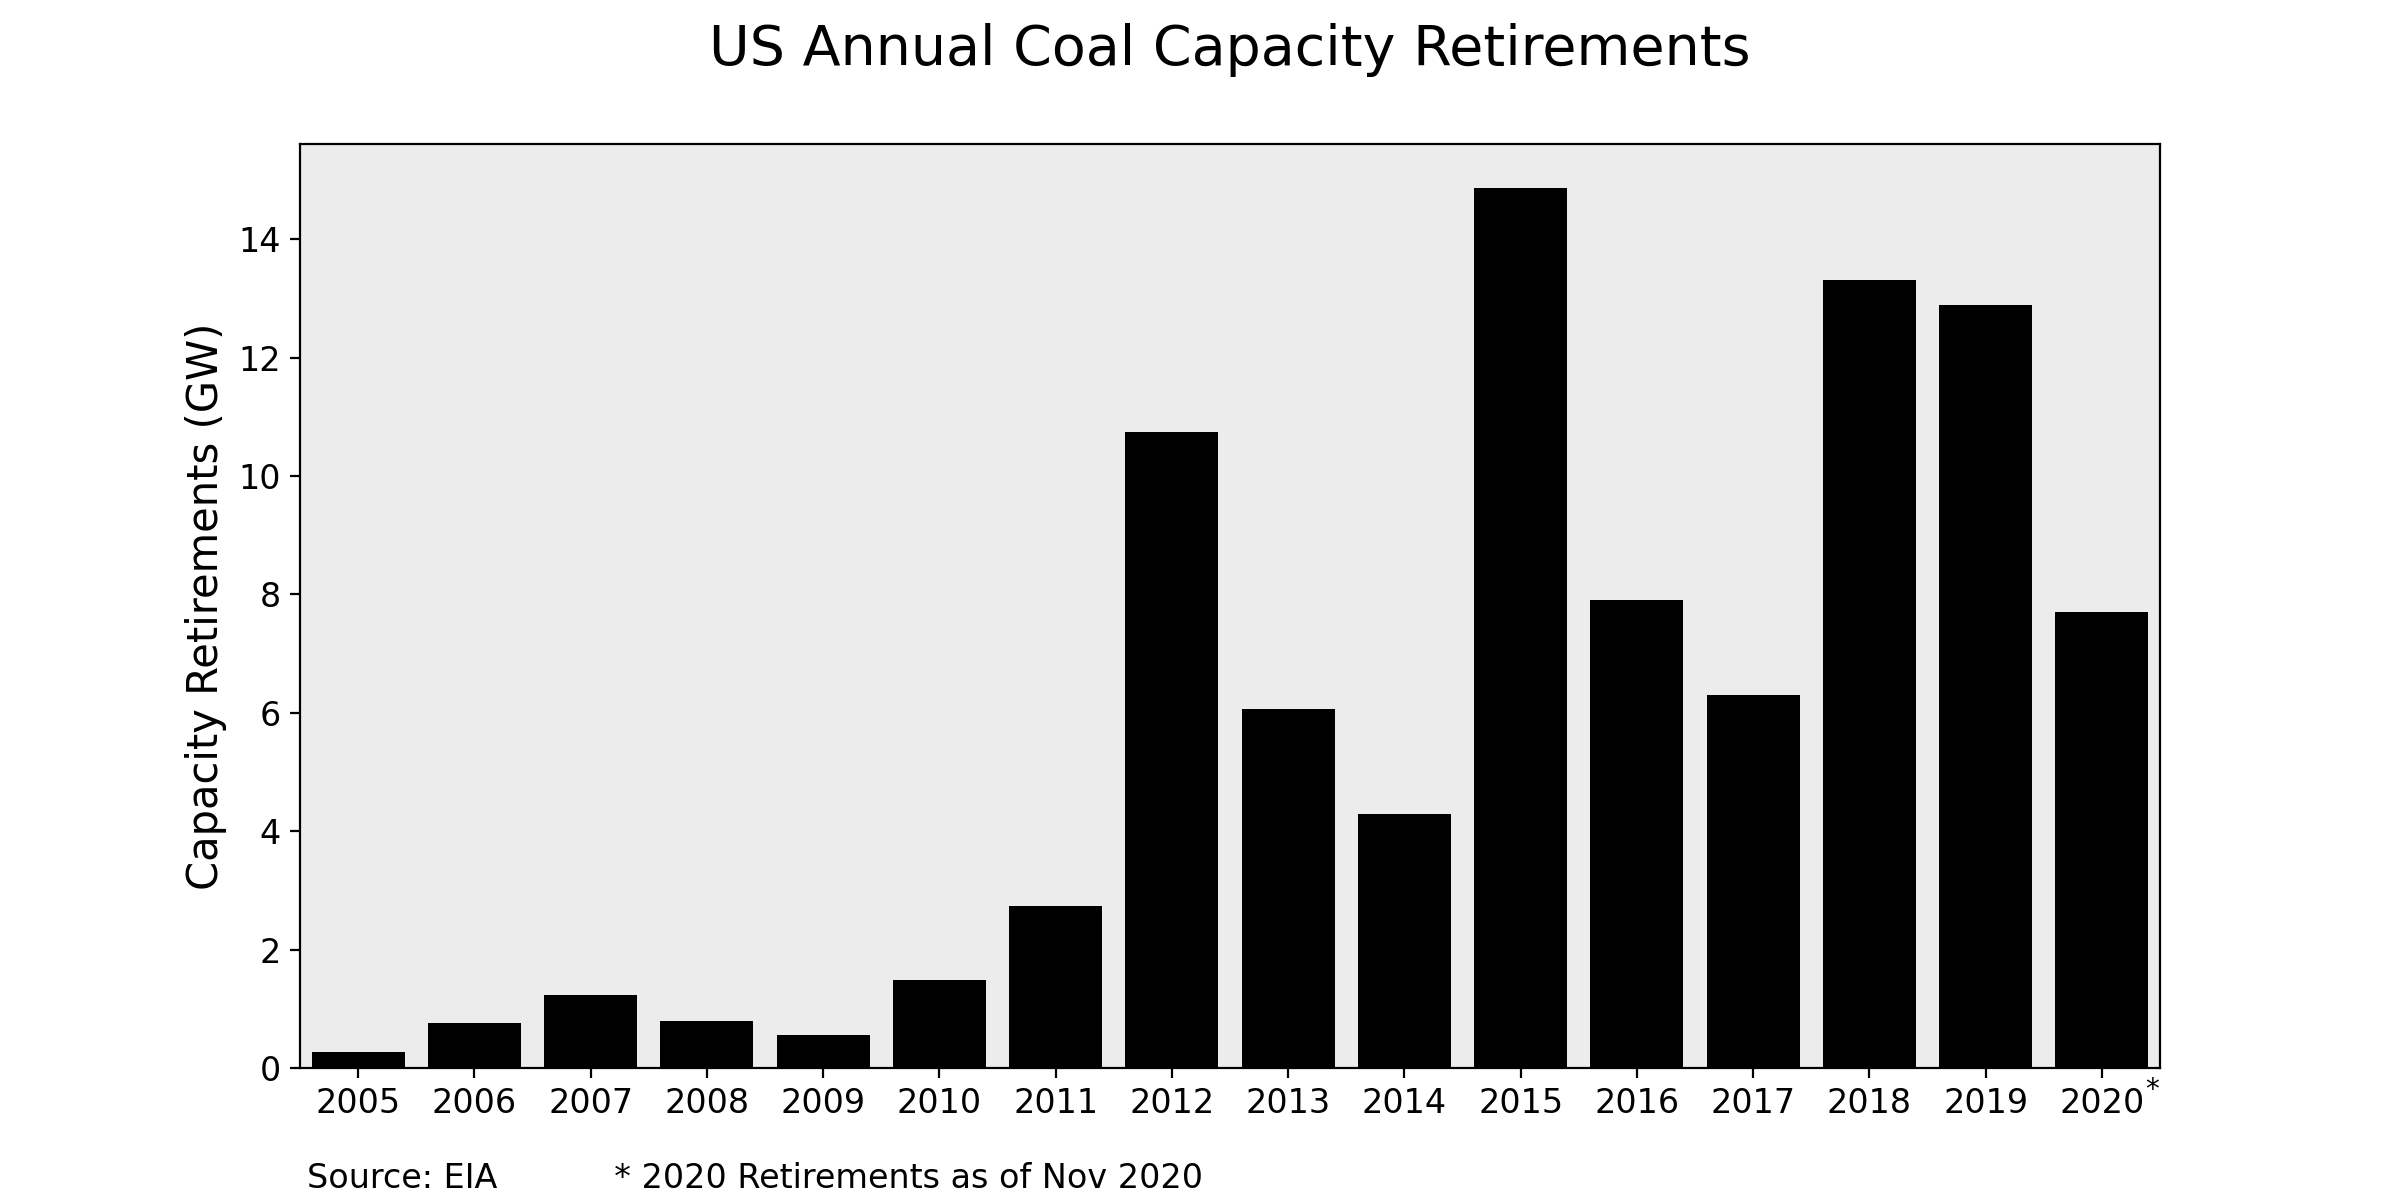 US Annual Coal Capacity Retirements
Capacity Retirements (GW)
14
12
10
8
6
4
2
0
2005 2006 2007 2008 2009 2010 2011 2012 2013 2014 2015 2016 2017 2018 2019 2020*
Source: EIA * 2020 Retirements as of Nov 2020